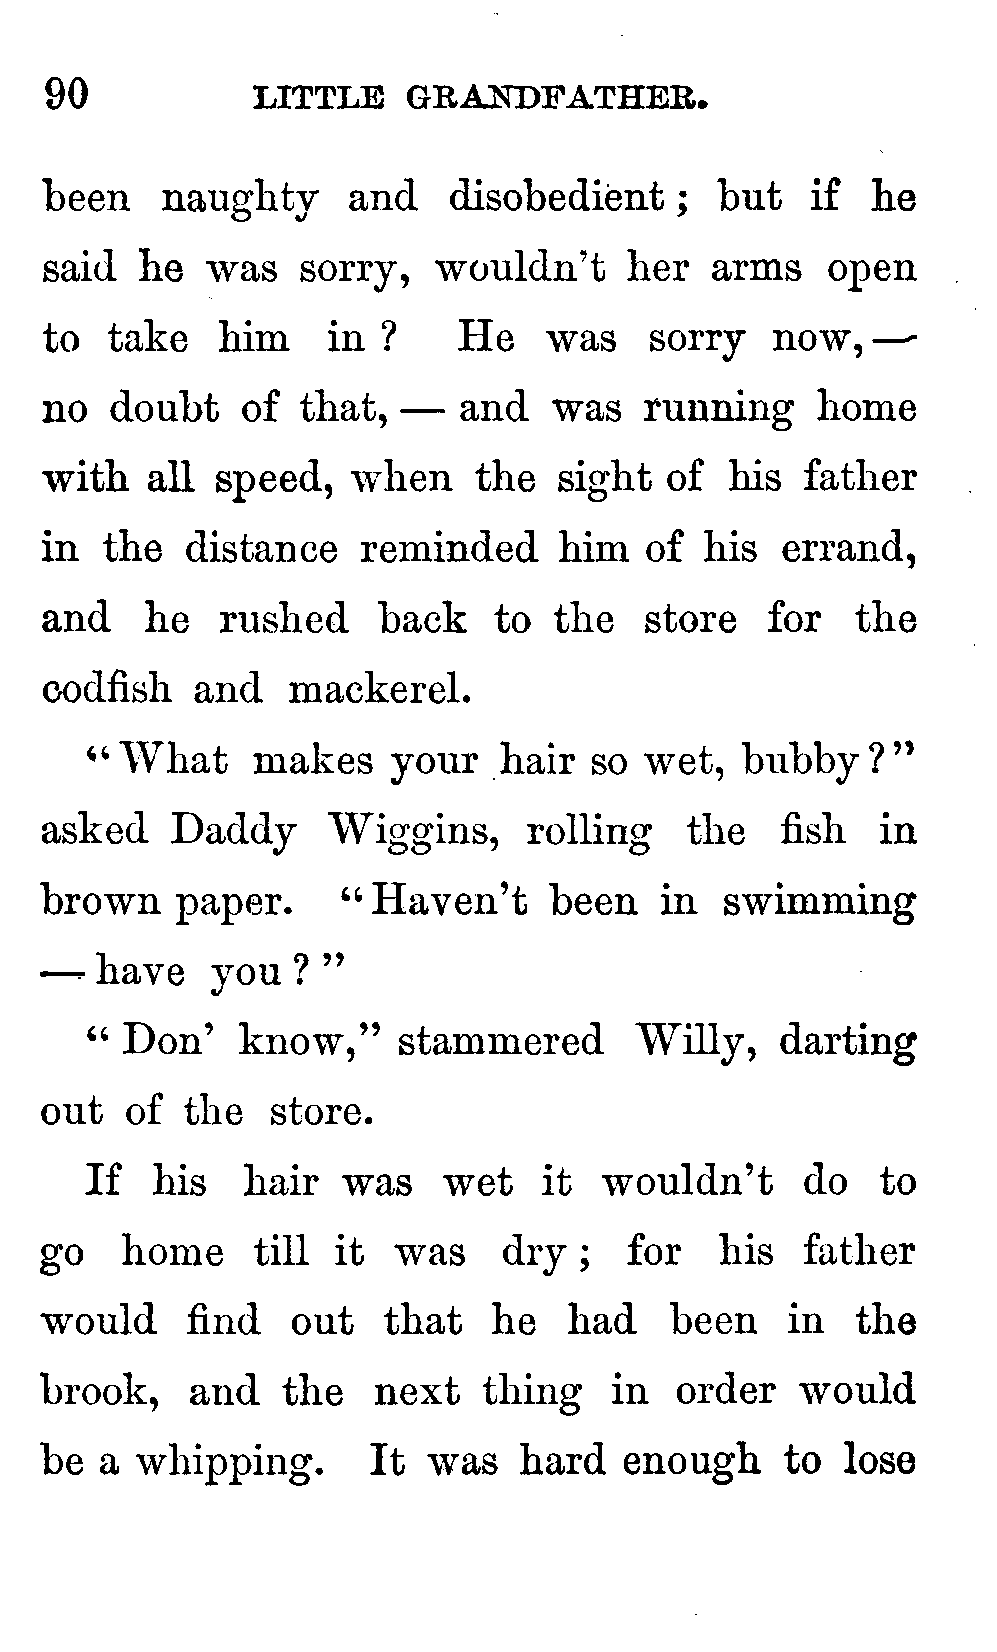 90 LITTLE GRANDFATHER.
been naughty and disobedient; but if he
said he was sorry, wouldn't her arms open
to take him in? He was sorry now,—
no doubt of that, — and was running home
with all speed, when the sight of his father
in the distance reminded him of his errand,
and he rushed back to the store for the
codfish and mackerel.
"What makes your hair so wet, bubby?"
asked Daddy Wiggins, rolling the fish in
brown paper. "Haven't been in swimming
— have you?"
"Don' know," stammered Willy, darting
out of the store.
If his hair was wet it wouldn't do to
go home till it was dry; for his father
would find out that he had been in the
brook, and the next thing in order would
be a whipping. It was hard enough to lose